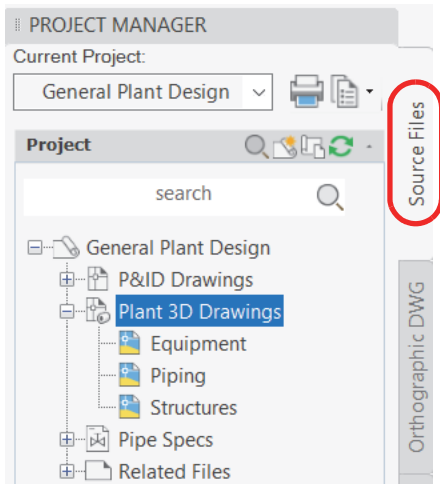 PROJECT MANAGER
Current Project:
General Plant Design
Project
search
General Plant Design
P&ID Drawings
Plant 3D Drawings
Equipment
Piping
Structures
Pipe Specs
Related Files
Source Files
Orthographic DWG